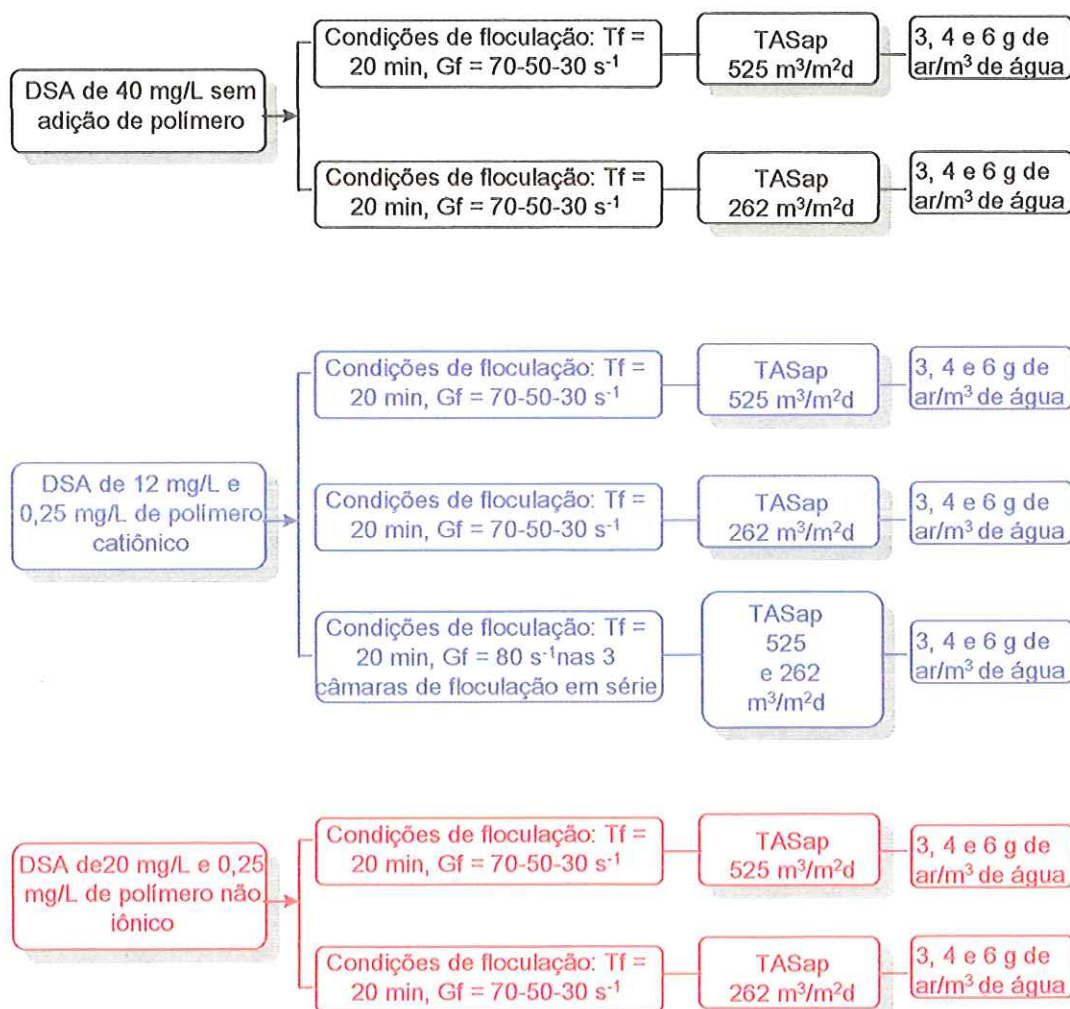 DSA de 40 mg/L sem
adição de polímero
Condições de floculação: Tf =
20 min, Gf = 70-50-30 s⁻¹
TASap
525 m³/m²d
3, 4 e 6 g de
ar/m³ de água
Condições de floculação: Tf =
20 min, Gf = 70-50-30 s⁻¹
TASap
262 m³/m²d
3, 4 e 6 g de
ar/m³ de água
DSA de 12 mg/L e
0,25 mg/L de polímero
catiônico
Condições de floculação: Tf =
20 min, Gf = 70-50-30 s⁻¹
TASap
525 m³/m²d
3, 4 e 6 g de
ar/m³ de água
Condições de floculação: Tf =
20 min, Gf = 70-50-30 s⁻¹
TASap
262 m³/m²d
3, 4 e 6 g de
ar/m³ de água
Condições de floculação: Tf =
20 min, Gf = 80 s⁻¹nas 3
câmaras de floculação em série
TASap
525
e 262
m³/m²d
3, 4 e 6 g de
ar/m³ de água
DSA de20 mg/L e 0,25
mg/L de polímero não
iônico
Condições de floculação: Tf =
20 min, Gf = 70-50-30 s⁻¹
TASap
525 m³/m²d
3, 4 e 6 g de
ar/m³ de água
Condições de floculação: Tf =
20 min, Gf = 70-50-30 s⁻¹
TASap
262 m³/m²d
3, 4 e 6 g de
ar/m³ de água